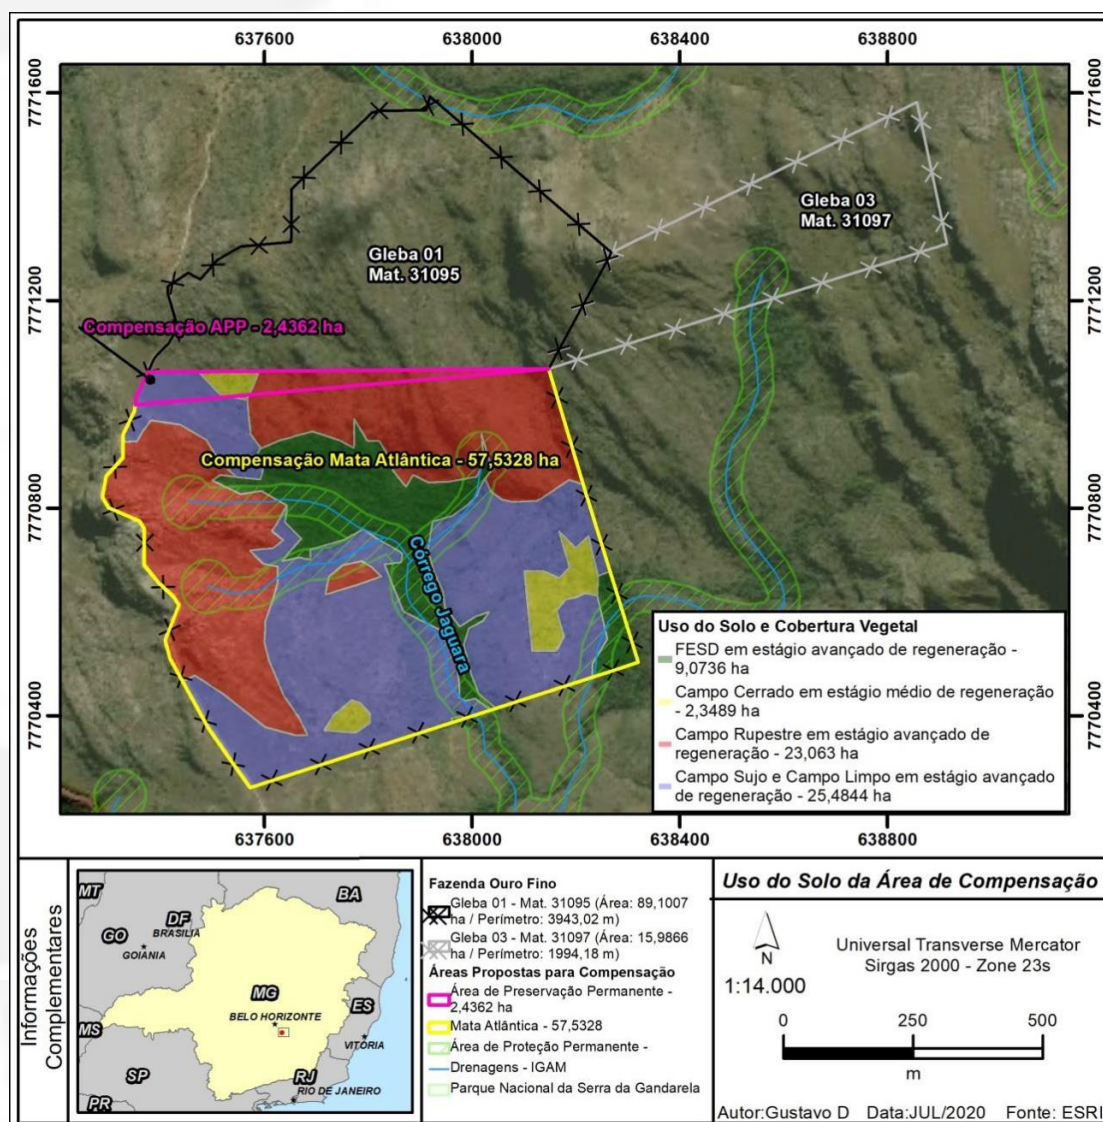 637600 638000 638400 638800
7771600 7771600
Gleba 03
Mat. 31097
Gleba 01
Mat. 31095
7771200 7771200
Compensação APP - 2,4362 ha
Compensação Mata Atlântica - 57,5328 ha
7770800 7770800
Córrego Jaguara
7770400 7770400
Uso do Solo e Cobertura Vegetal
FESD em estágio avançado de regeneração -
9,0736 ha
Campo Cerrado em estágio médio de regeneração
- 2,3489 ha
Campo Rupestre em estágio avançado de
regeneração - 23,063 ha
Campo Sujo e Campo Limpo em estágio avançado
de regeneração - 25,4844 ha
637600 638000 638400 638800
Informações
Complementares
MT
BA
DF
BRASILIA
GO
GOIÂNIA
MG
BELO HORIZONTE
ES
VITÓRIA
MS
SP
RJ
RIO DE JANEIRO
PR
Fazenda Ouro Fino
Gleba 01 - Mat. 31095 (Área: 89,1007
ha / Perímetro: 3943,02 m)
Gleba 03 - Mat. 31097 (Área: 15,9866
ha / Perímetro: 1994,18 m)
Áreas Propostas para Compensação
Área de Preservação Permanente -
2,4362 ha
Mata Atlântica - 57,5328
Área de Proteção Permanente -
Drenagens - IGAM
Parque Nacional da Serra da Gandarela
Uso do Solo da Área de Compensação
N
1:14.000
Universal Transverse Mercator
Sirgas 2000 - Zone 23s
0 250 500
m
Autor:Gustavo D Data:JUL/2020 Fonte: ESRI